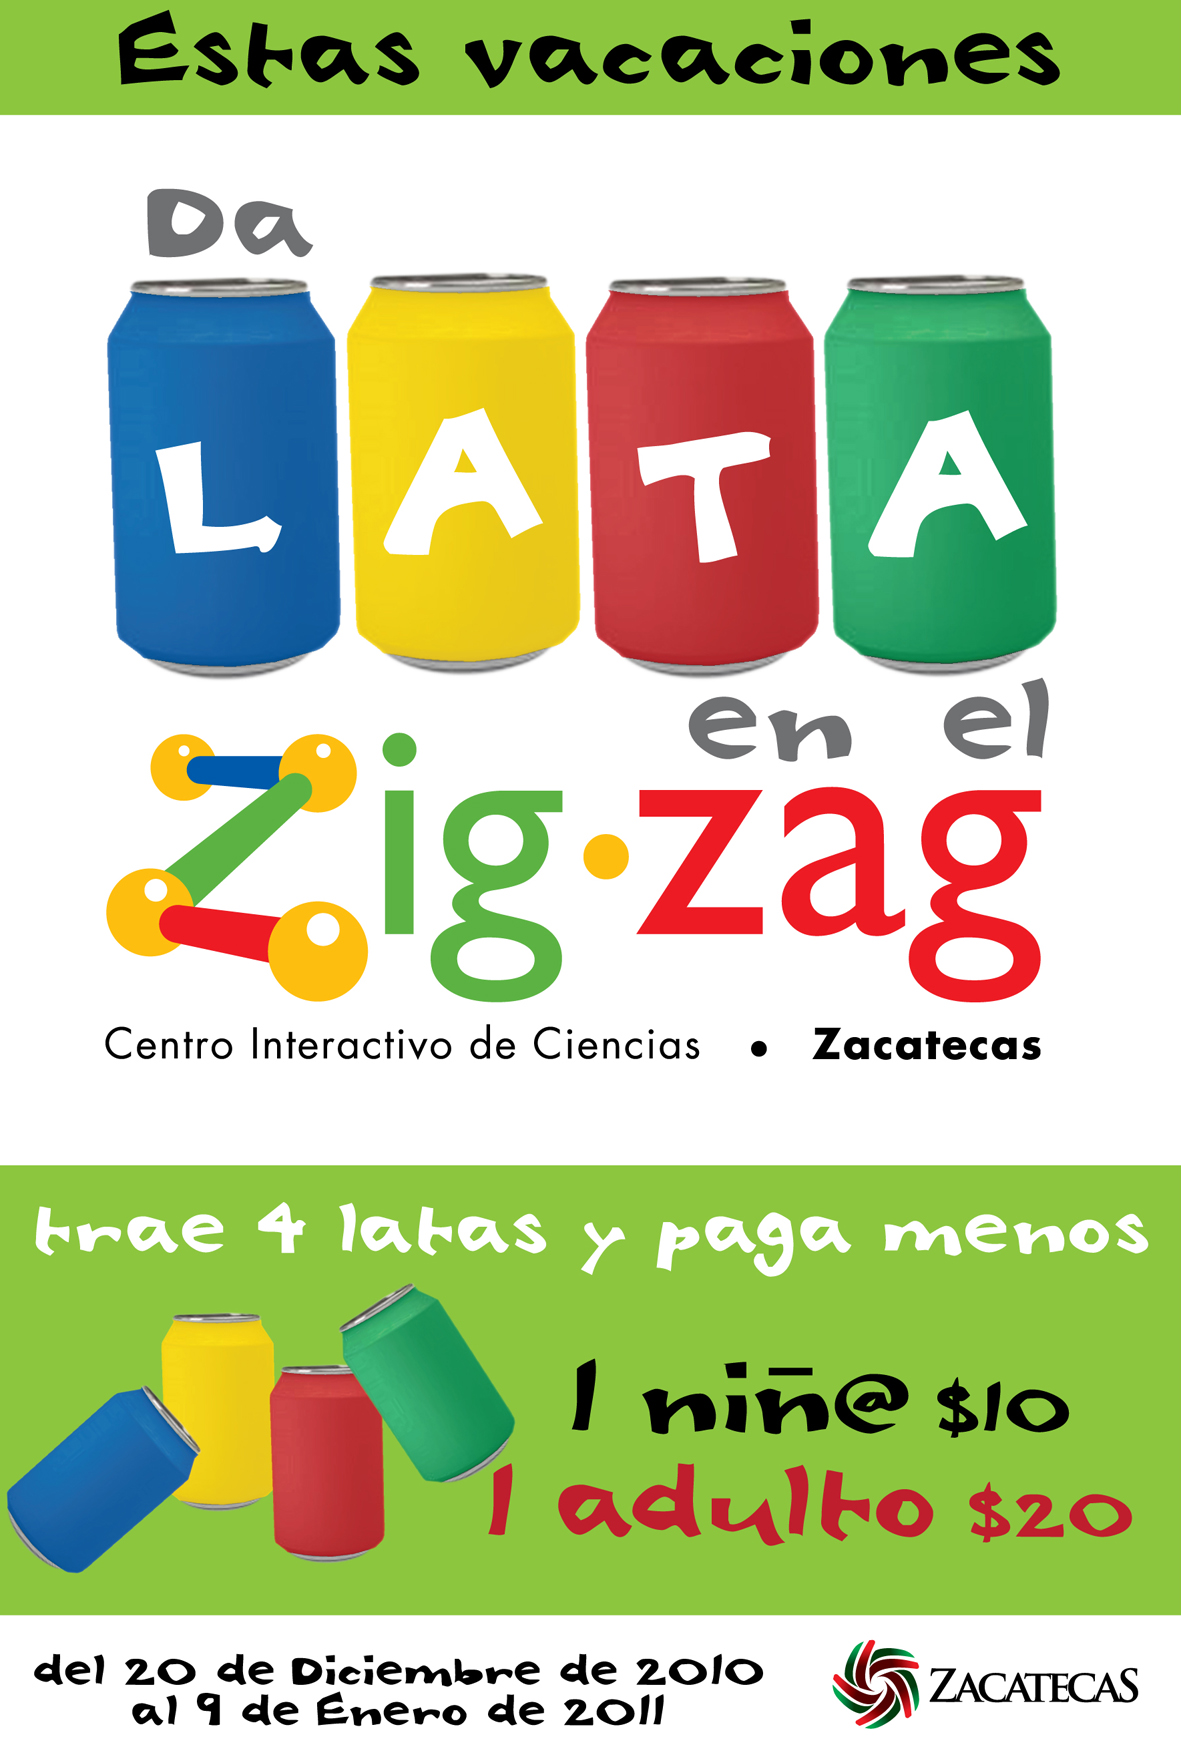 Estas vacaciones
Da
LATA
en el
Zig·zag
Centro Interactivo de Ciencias • Zacatecas
trae 4 latas y paga menos
1 niñ@ $10
1 adulto $20
del 20 de Diciembre de 2010
al 9 de Enero de 2011
ZACATECAS